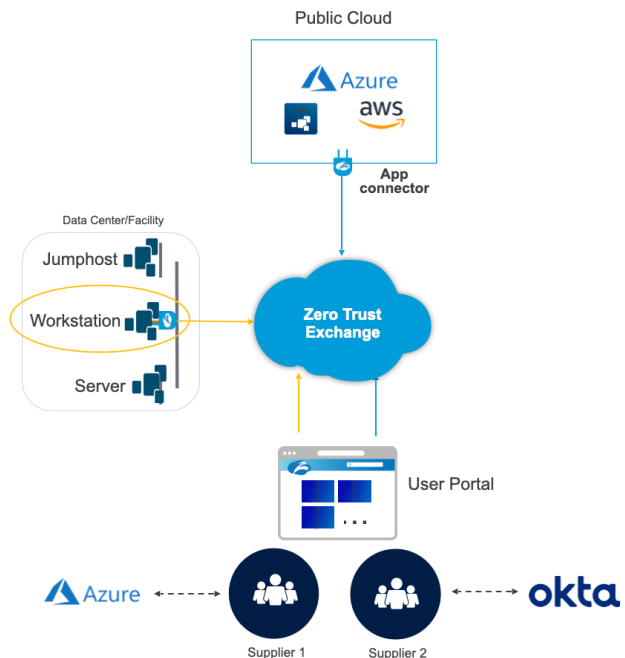 Public Cloud
Azure
aws
App
connector
Data Center/Facility
Jumphost
Workstation
Server
Zero Trust
Exchange
User Portal
...
Azure
okta
Supplier 1
Supplier 2